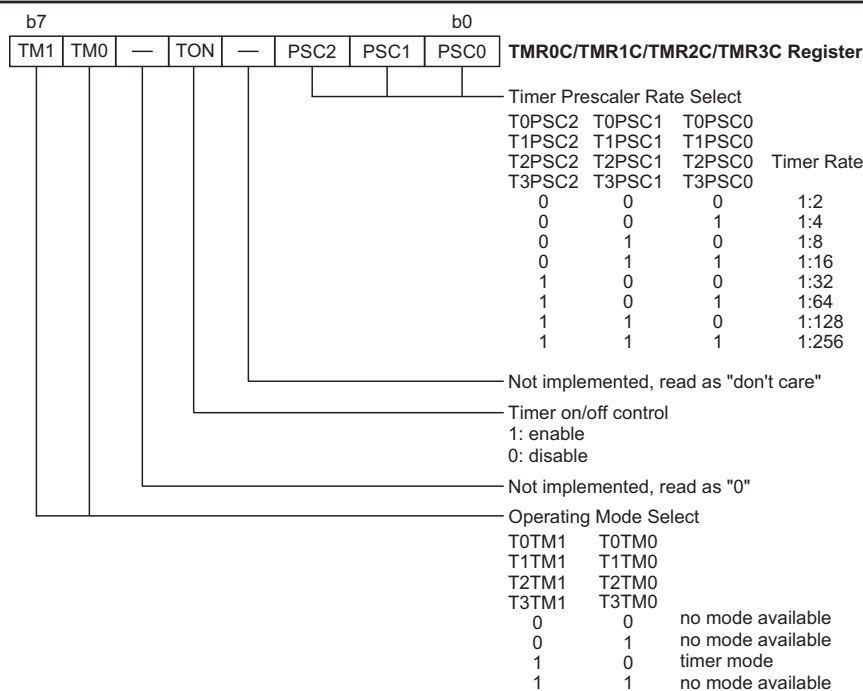 b7 b0
TM1 TM0 — TON — PSC2 PSC1 PSC0 TMR0C/TMR1C/TMR2C/TMR3C Register
Timer Prescaler Rate Select
T0PSC2 T0PSC1 T0PSC0
T1PSC2 T1PSC1 T1PSC0
T2PSC2 T2PSC1 T2PSC0 Timer Rate
T3PSC2 T3PSC1 T3PSC0
0 0 0 1:2
0 0 1 1:4
0 1 0 1:8
0 1 1 1:16
1 0 0 1:32
1 0 1 1:64
1 1 0 1:128
1 1 1 1:256
Not implemented, read as "don't care"
Timer on/off control
1: enable
0: disable
Not implemented, read as "0"
Operating Mode Select
T0TM1 T0TM0
T1TM1 T1TM0
T2TM1 T2TM0
T3TM1 T3TM0
0 0 no mode available
0 1 no mode available
1 0 timer mode
1 1 no mode available